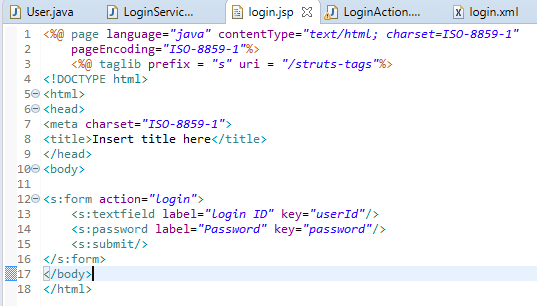 User.java LoginServic... login.jsp LoginAction.... login.xml
1 <%@ page language="java" contentType="text/html; charset=ISO-8859-1"
2 pageEncoding="ISO-8859-1"%>
3 <%@ taglib prefix = "s" uri = "/struts-tags"%>
4 <!DOCTYPE html>
5 <html>
6 <head>
7 <meta charset="ISO-8859-1">
8 <title>Insert title here</title>
9 </head>
10 <body>
11
12 <s:form action="login">
13 <s:textfield label="login ID" key="userId"/>
14 <s:password label="Password" key="password"/>
15 <s:submit/>
16 </s:form>
17 </body>
18 </html>